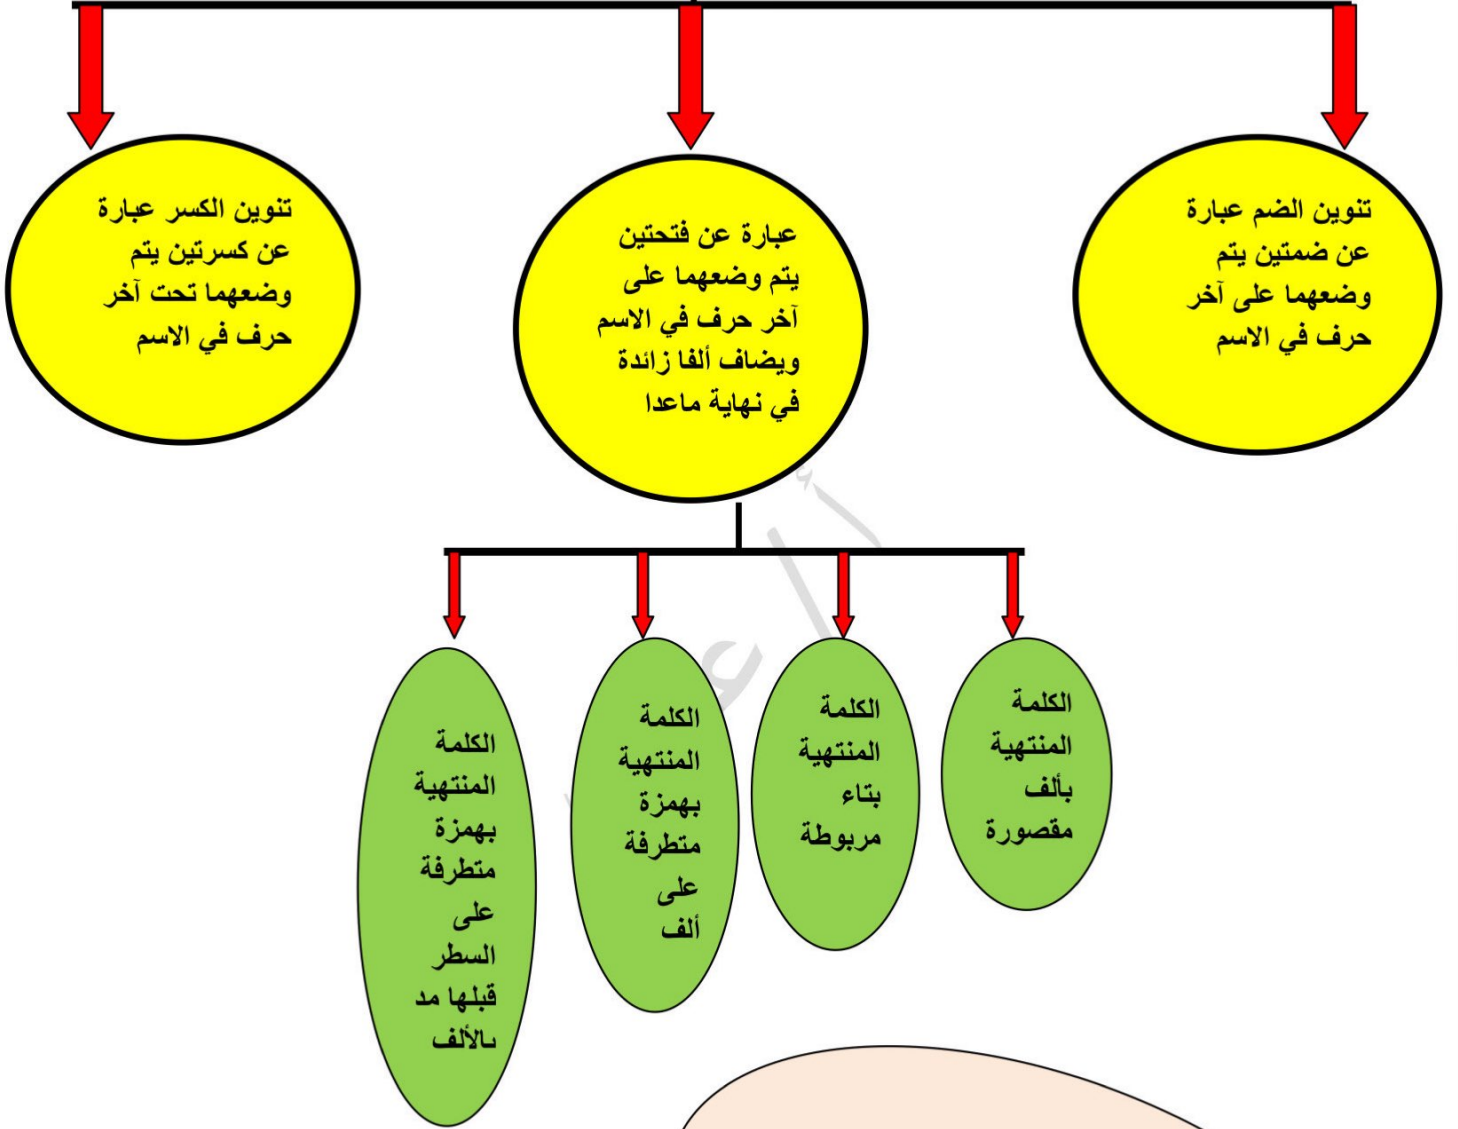 تنوين الضم عبارة
عن ضمتين يتم
وضعهما على آخر
حرف في الاسم
عبارة عن فتحتين
يتم وضعهما على
آخر حرف في الاسم
ويضاف ألفا زائدة
في نهاية ماعدا
تنوين الكسر عبارة
عن كسرتين يتم
وضعهما تحت آخر
حرف في الاسم
الكلمة
المنتهية
بألف
مقصورة
الكلمة
المنتهية
بتاء
مربوطة
الكلمة
المنتهية
بهمزة
متطرفة
على
ألف
الكلمة
المنتهية
بهمزة
متطرفة
على
السطر
قبلها مد
بالألف